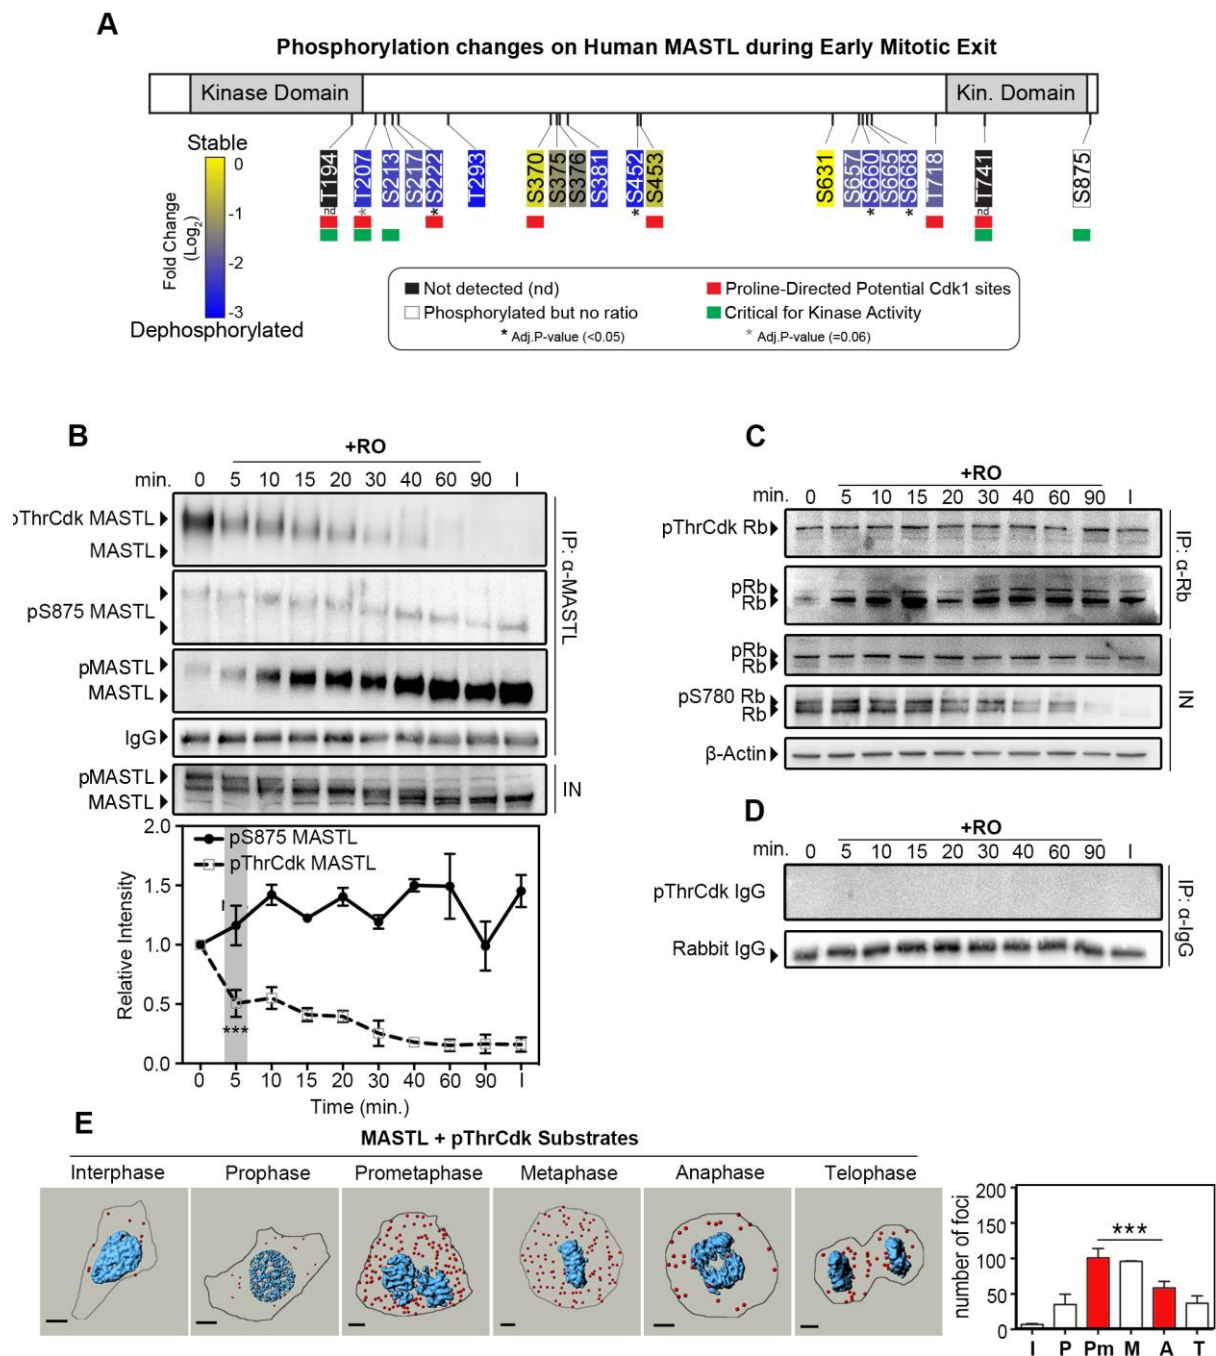 A
Phosphorylation changes on Human MASTL during Early Mitotic Exit
Kinase Domain
Kin. Domain
Stable
0
-1
-2
-3
Fold Change
(Log2)
Dephosphorylated
T194 T207 S213 S217 S222 T293 S370 S375 S376 S381 S452 S453 S631 S657 S660 S665 S668 T718 T741 S875
nd * * * * * nd
Not detected (nd)
Proline-Directed Potential Cdk1 sites
Phosphorylated but no ratio
Critical for Kinase Activity
* Adj.P-value (<0.05)
* Adj.P-value (=0.06)
B
+RO
min. 0 5 10 15 20 30 40 60 90 I
pThrCdk MASTL
MASTL
pS875 MASTL
pMASTL
MASTL
IgG
IP: α-MASTL
pMASTL
MASTL
IN
2.0
1.5
1.0
0.5
0.0
Relative Intensity
pS875 MASTL
pThrCdk MASTL
***
0 5 10 15 20 30 40 60 90 I
Time (min.)
C
+RO
min. 0 5 10 15 20 30 40 60 90 I
pThrCdk Rb
pRb
Rb
IP: α-Rb
pRb
Rb
pS780 Rb
Rb
β-Actin
IN
D
+RO
min. 0 5 10 15 20 30 40 60 90 I
pThrCdk IgG
Rabbit IgG
IP: α-IgG
E
MASTL + pThrCdk Substrates
Interphase Prophase Prometaphase Metaphase Anaphase Telophase
number of foci
200
150
100
50
0
***
I P Pm M A T